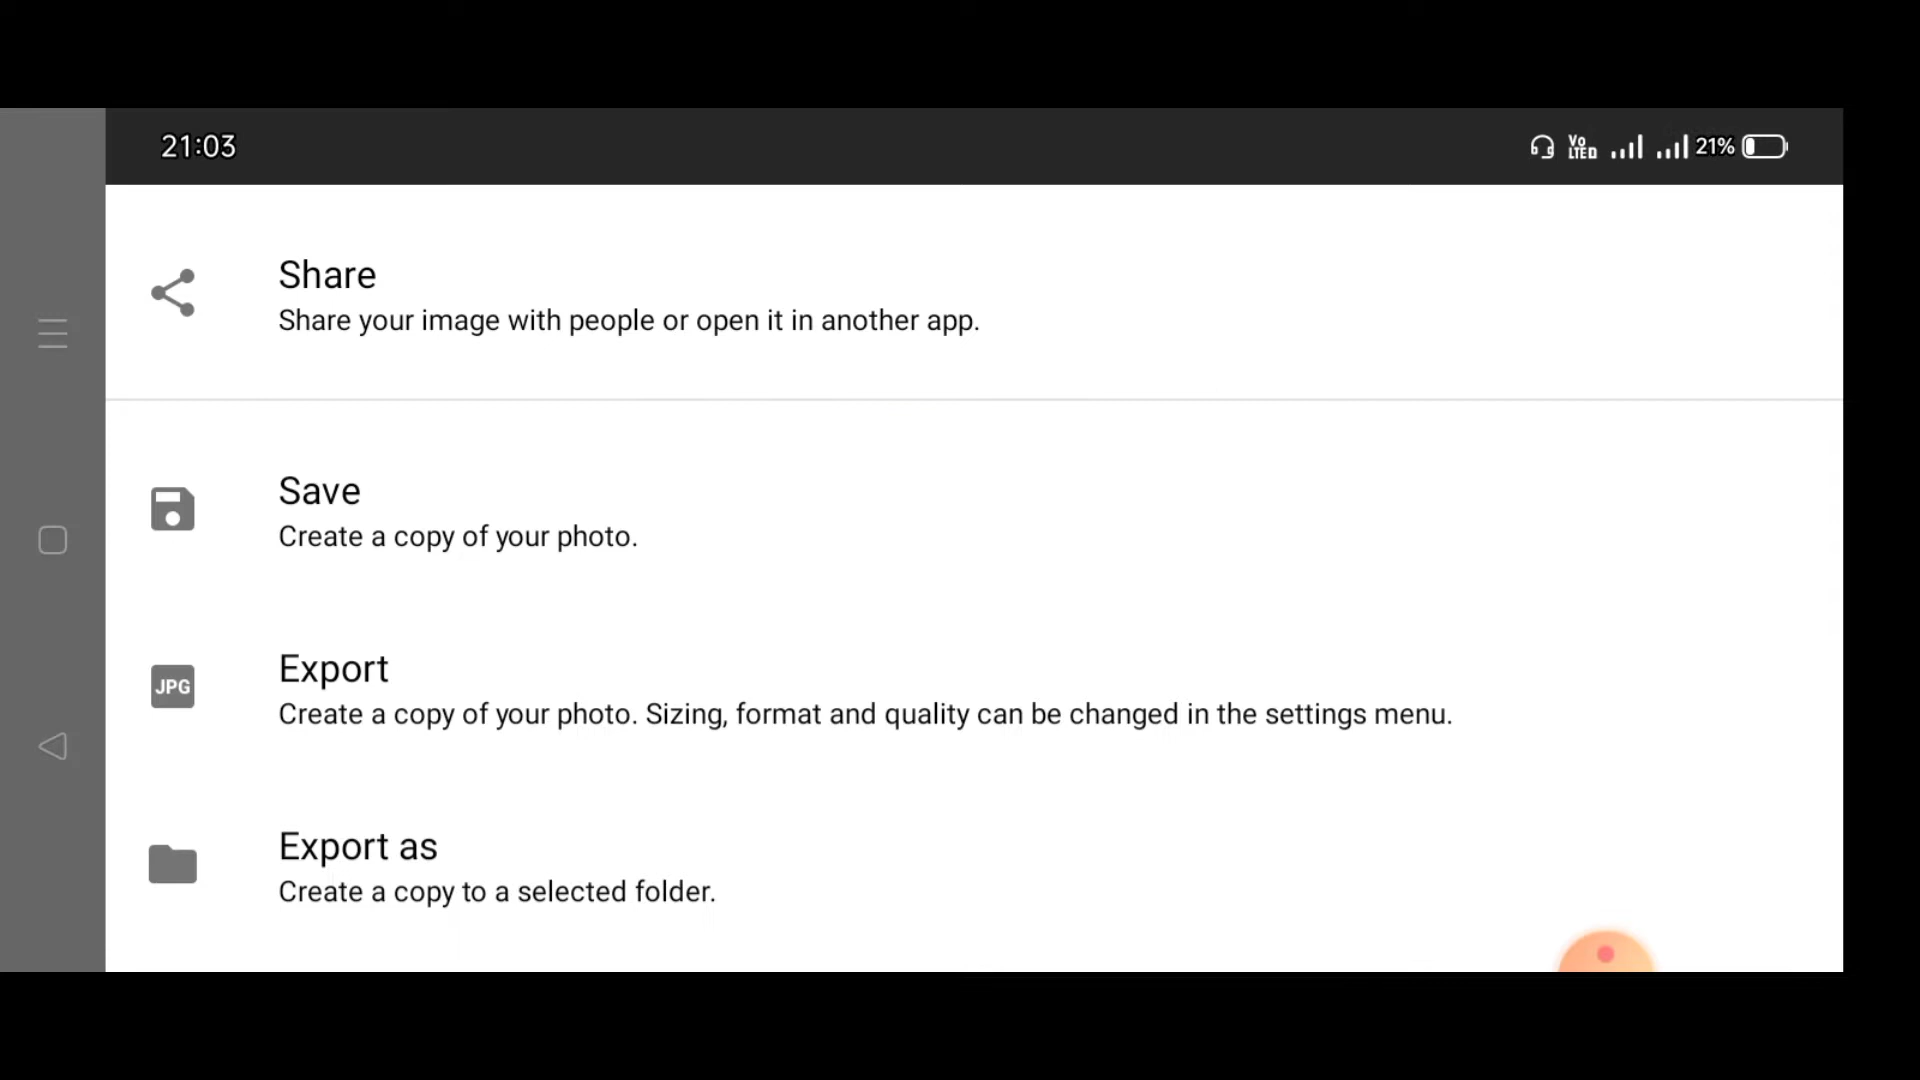 21:03
Vo LTE D 21%
Share
Share your image with people or open it in another app.
Save
Create a copy of your photo.
JPG
Export
Create a copy of your photo. Sizing, format and quality can be changed in the settings menu.
Export as
Create a copy to a selected folder.